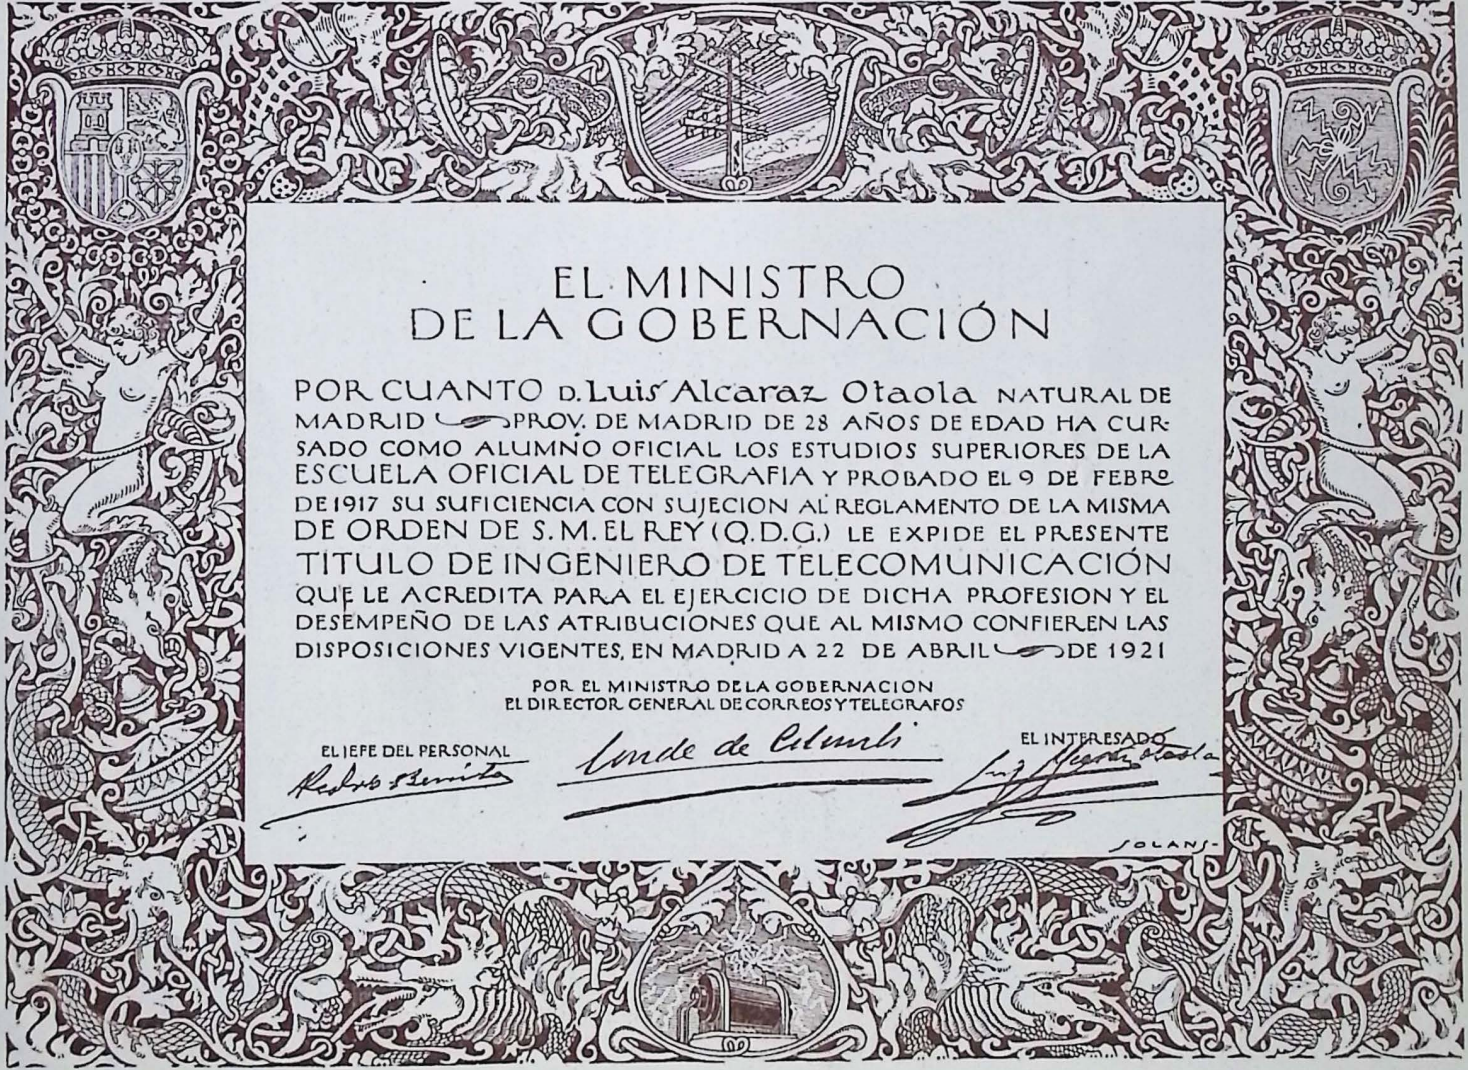 EL MINISTRO
DE LA GOBERNACIÓN
POR CUANTO D. Luis Alcaraz Otaola NATURAL DE
MADRID PROV. DE MADRID DE 28 AÑOS DE EDAD HA CUR-
SADO COMO ALUMNO OFICIAL LOS ESTUDIOS SUPERIORES DE LA
ESCUELA OFICIAL DE TELEGRAFIA Y PROBADO EL 9 DE FEBRO
DE 1917 SU SUFICIENCIA CON SUJECION AL REGLAMENTO DE LA MISMA
DE ORDEN DE S. M. EL REY (Q.D.G.) LE EXPIDE EL PRESENTE
TITULO DE INGENIERO DE TELECOMUNICACIÓN
QUE LE ACREDITA PARA EL EJERCICIO DE DICHA PROFESION Y EL
DESEMPEÑO DE LAS ATRIBUCIONES QUE AL MISMO CONFIEREN LAS
DISPOSICIONES VIGENTES, EN MADRID A 22 DE ABRIL DE 1921
POR EL MINISTRO DE LA GOBERNACION
EL DIRECTOR GENERAL DE CORREOS Y TELEGRAFOS
EL JEFE DEL PERSONAL
EL INTERESADO
Conde de
Pedro
SOLANS-